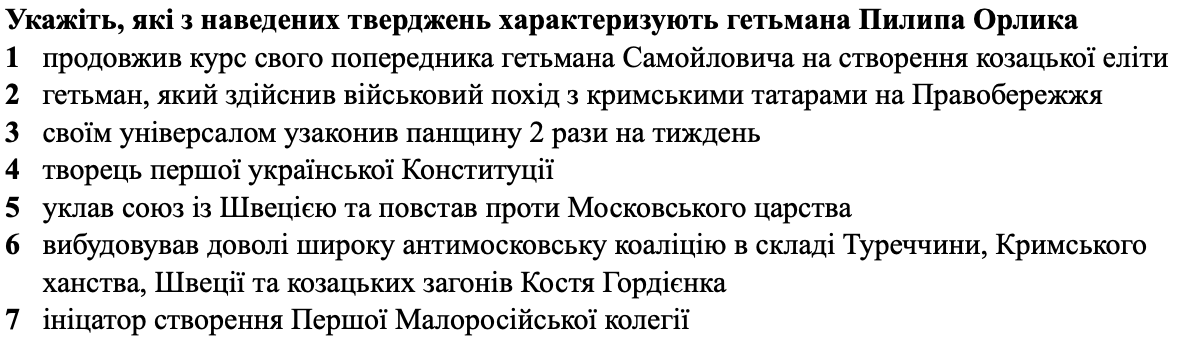 Укажіть, які з наведених тверджень характеризують гетьмана Пилипа Орлика
1 продовжив курс свого попередника гетьмана Самойловича на створення козацької еліти
2 гетьман, який здійснив військовий похід з кримськими татарами на Правобережжя
3 своїм універсалом узаконив панщину 2 рази на тиждень
4 творець першої української Конституції
5 уклав союз із Швецією та повстав проти Московського царства
6 вибудовував доволі широку антимосковську коаліцію в складі Туреччини, Кримського
ханства, Швеції та козацьких загонів Костя Гордієнка
7 ініціатор створення Першої Малоросійської колегії